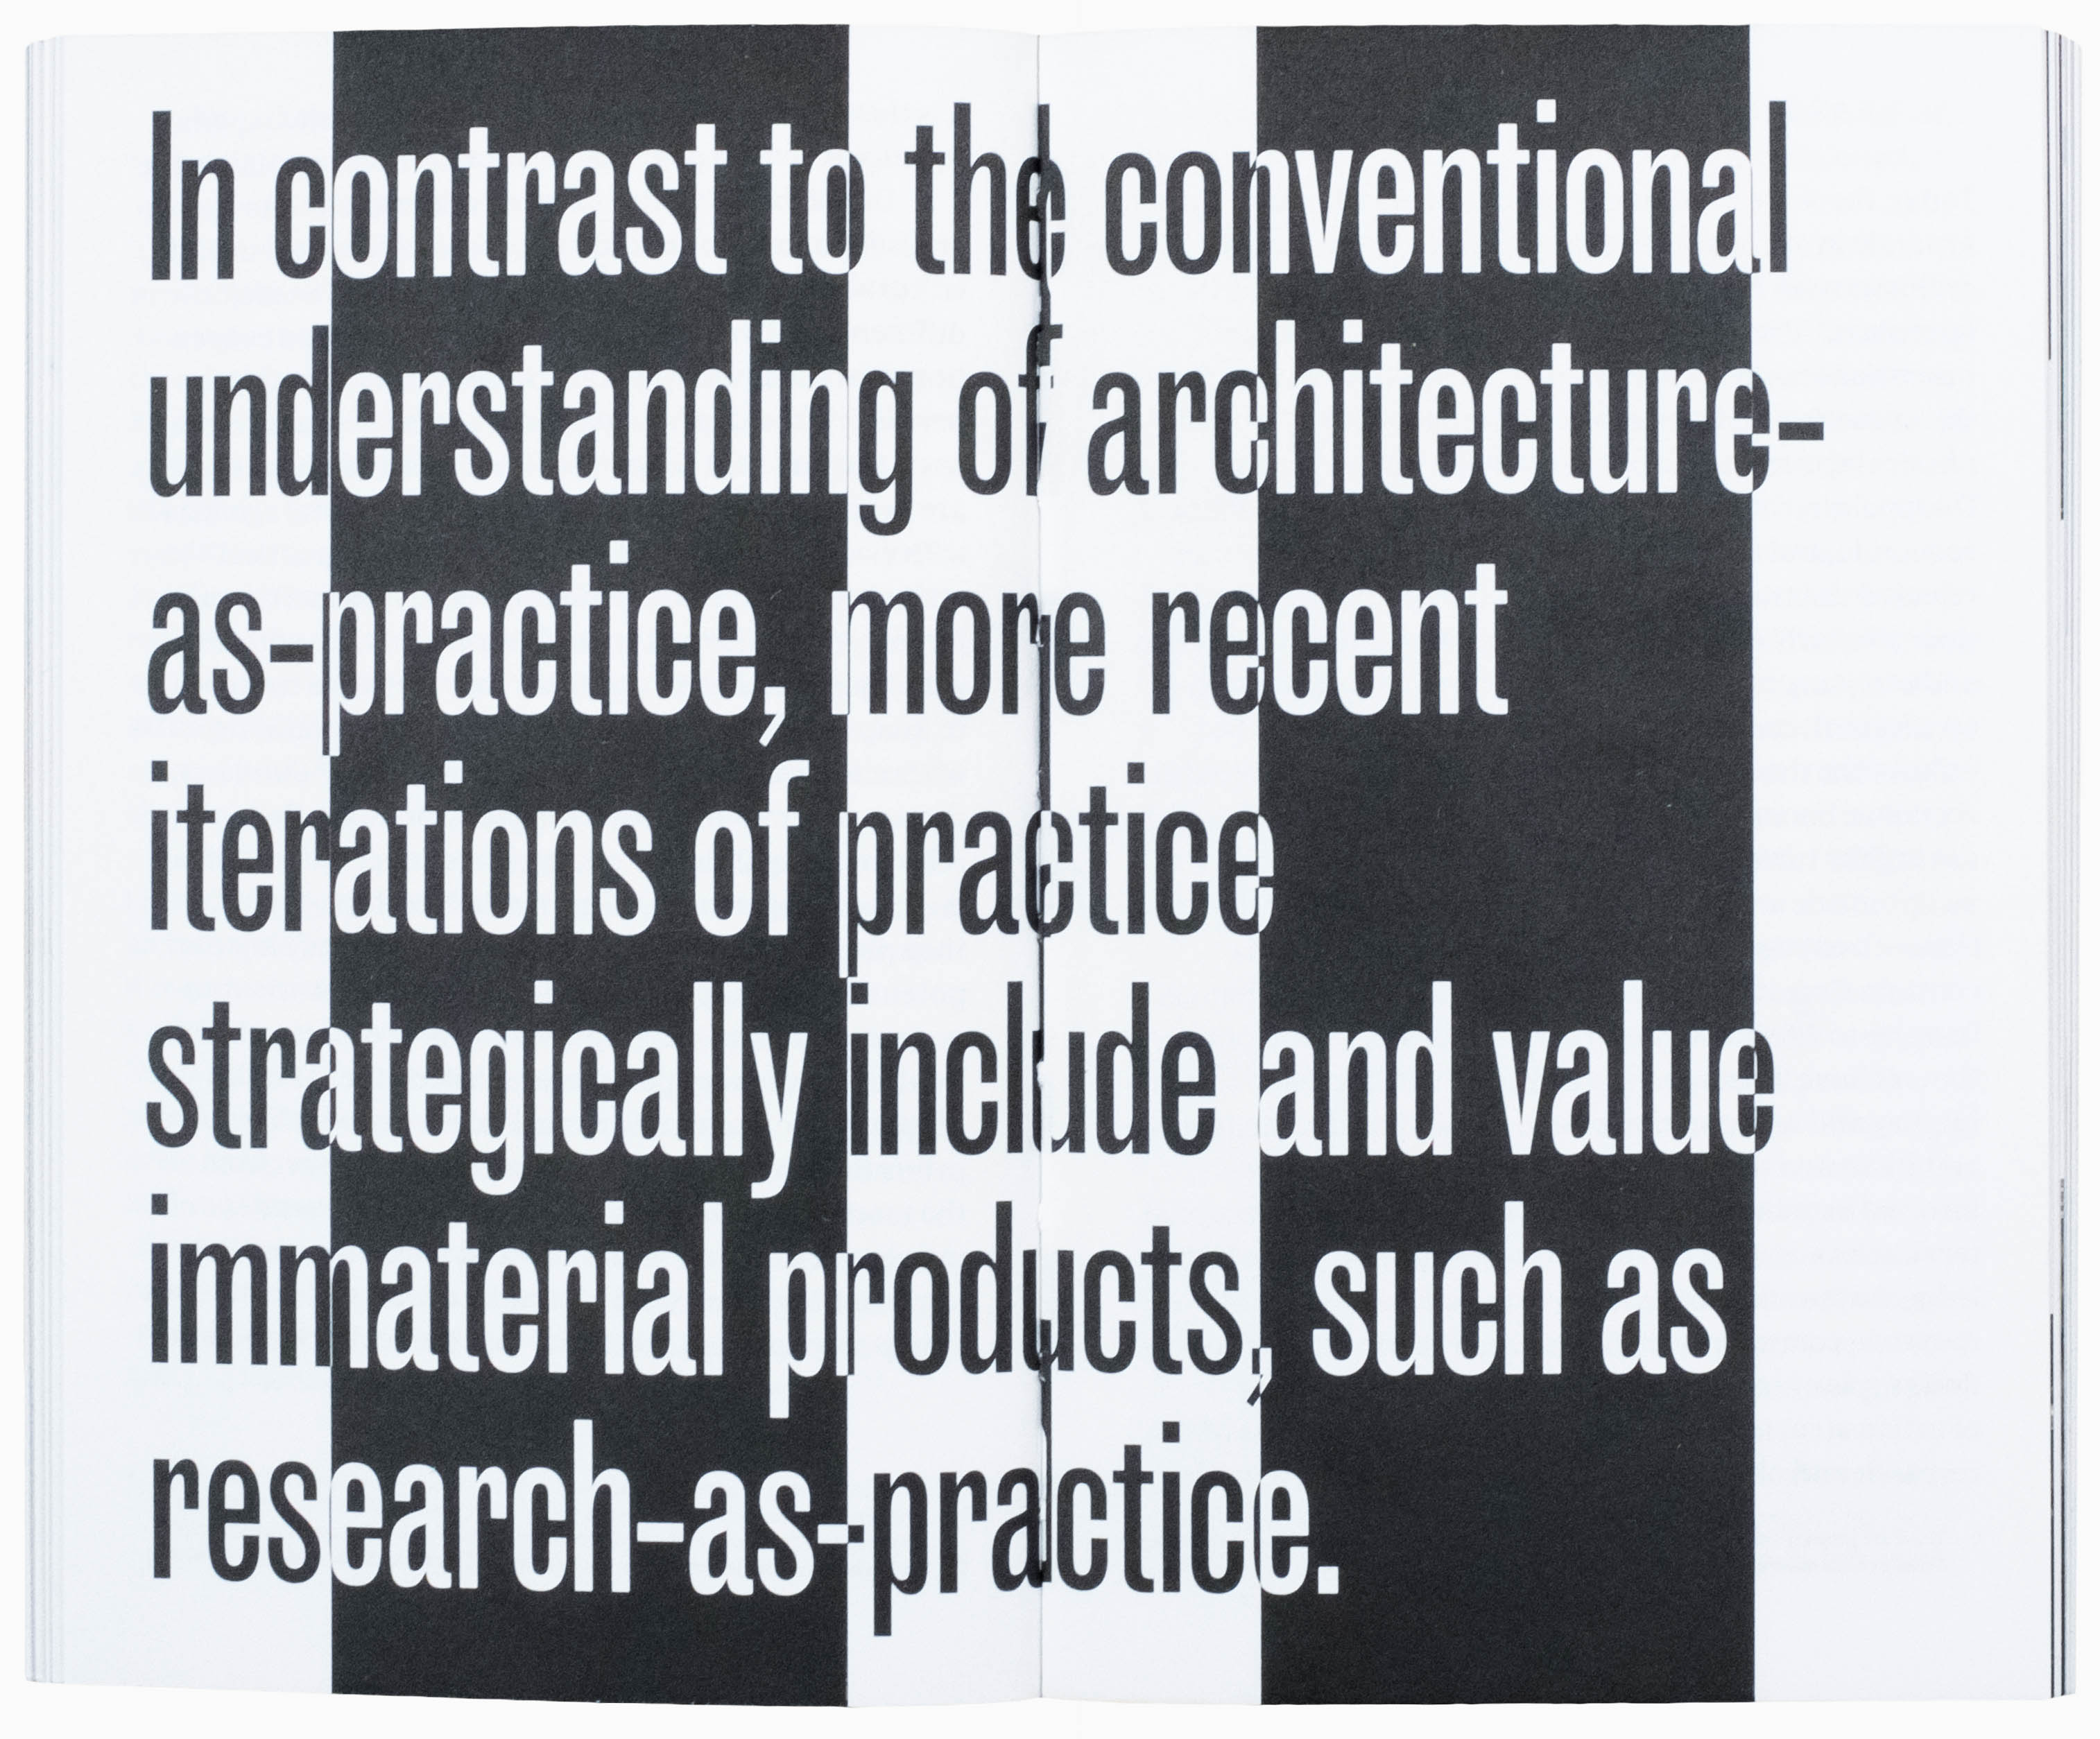 In contrast to the conventional
understanding of architecture-
as-practice, more recent
iterations of practice
strategically include and value
immaterial products, such as
research-as-practice.